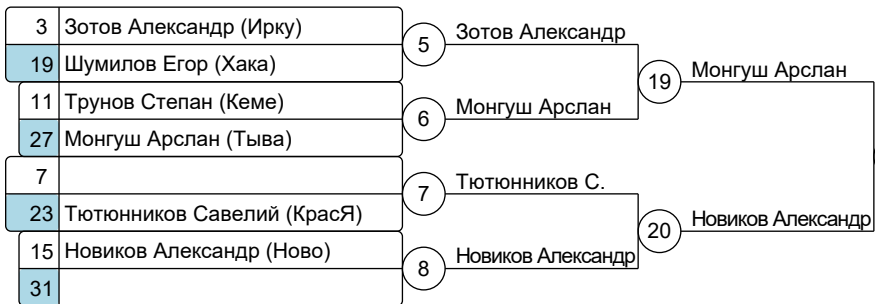 3 Зотов Александр (Ирку)
5 Зотов Александр
19 Шумилов Егор (Хака)
19 Монгуш Арслан
11 Трунов Степан (Кеме)
6 Монгуш Арслан
27 Монгуш Арслан (Тыва)
7
7 Тютюнников С.
23 Тютюнников Савелий (КрасЯ)
20 Новиков Александр
15 Новиков Александр (Ново)
8 Новиков Александр
31